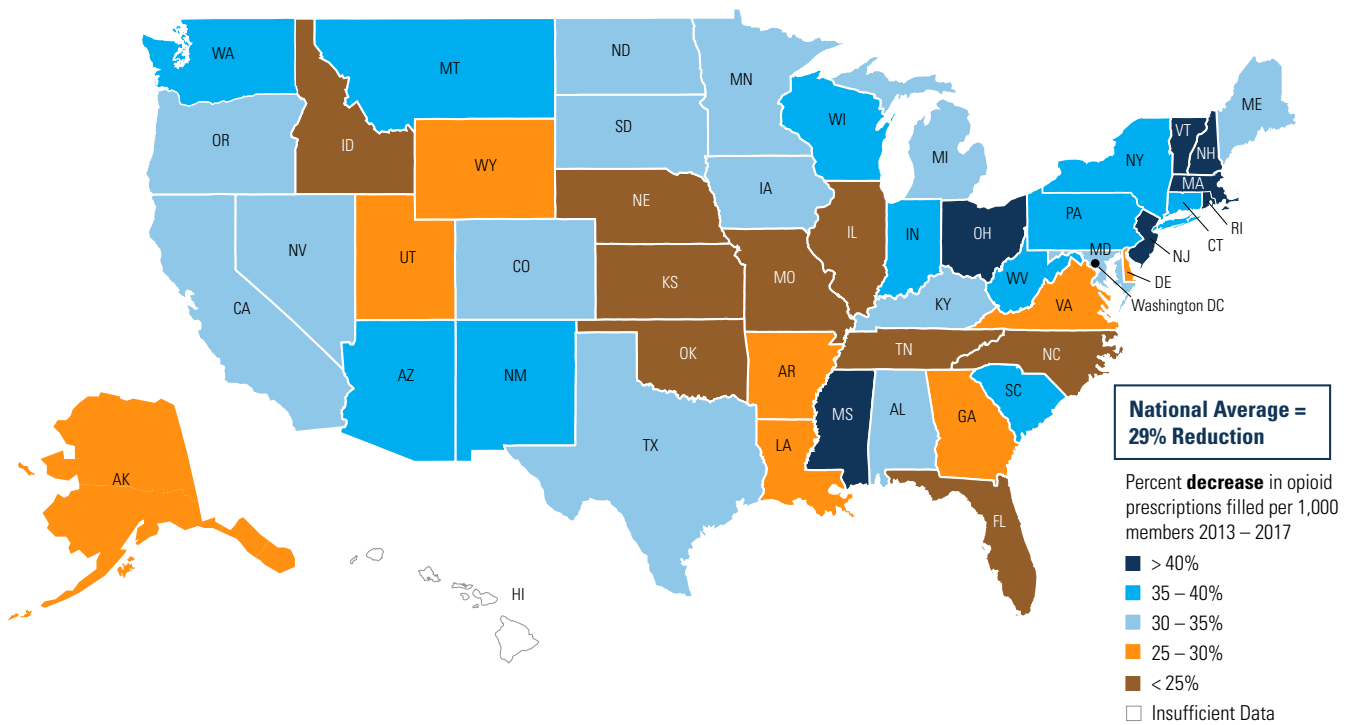 WA
MT
ND
MN
ME
OR
ID
SD
WI
VT
NH
NY
MI
WY
MA
IA
NE
PA
RI
CT
NV
UT
CO
IL
IN
OH
NJ
MD
DE
WV
Washington DC
CA
KS
MO
KY
VA
AZ
NM
OK
AR
TN
NC
SC
MS
AL
GA
TX
LA
FL
AK
HI
National Average =
29% Reduction
Percent decrease in opioid
prescriptions filled per 1,000
members 2013 – 2017
> 40%
35 – 40%
30 – 35%
25 – 30%
< 25%
Insufficient Data